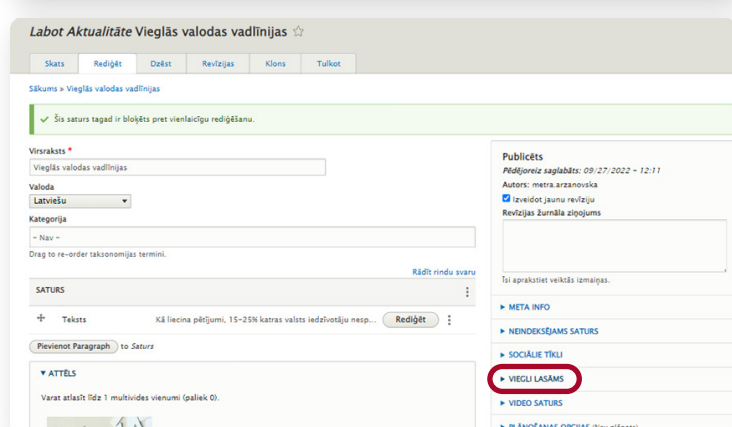 Labot Aktualitāte Vieglās valodas vadlīnijas
Skats Rediģēt Dzēst Revīzijas Klons Tulkot
Sākums » Vieglās valodas vadlīnijas
Šis saturs tagad ir bloķēts pret vienlaicīgu rediģēšanu.
Virsraksts *
Vieglās valodas vadlīnijas
Valoda
Latviešu
Kategorija
- Nav -
Drag to re-order taksonomijas termini.
Rādīt rindu svaru
SATURS
Teksts Kā liecina pētījumi, 15-25% katras valsts iedzīvotāju nesp... Rediģēt
Pievienot Paragraph to Saturs
ATTĒLS
Varat atlasīt līdz 1 multivides vienumi (paliek 0).
Publicēts
Pēdējoreiz saglabāts: 09/27/2022 - 12:11
Autors: metra.arzanovska
Izveidot jaunu revīziju
Revīzijas žurnāla ziņojums
Īsi aprakstiet veiktās izmaiņas.
META INFO
NEINDEKSĒJAMS SATURS
SOCIĀLIE TĪKLI
VIEGLI LASĀMS
VIDEO SATURS
PLĀNOŠANAS OPCIJAS